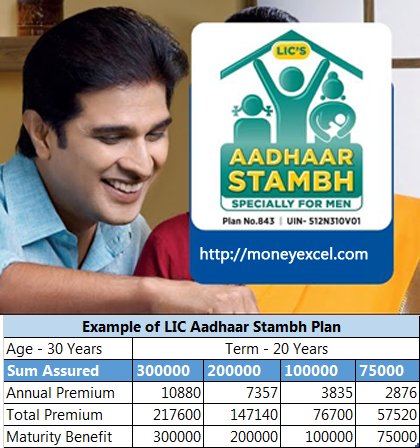 LIC'S
AADHAAR
STAMBH
SPECIALLY FOR MEN
Plan No.843 | UIN- 512N310V01
http://moneyexcel.com
Example of LIC Aadhaar Stambh Plan
Age - 30 Years Term - 20 Years
Sum Assured 300000 200000 100000 75000
Annual Premium 10880 7357 3835 2876
Total Premium 217600 147140 76700 57520
Maturity Benefit 300000 200000 100000 75000